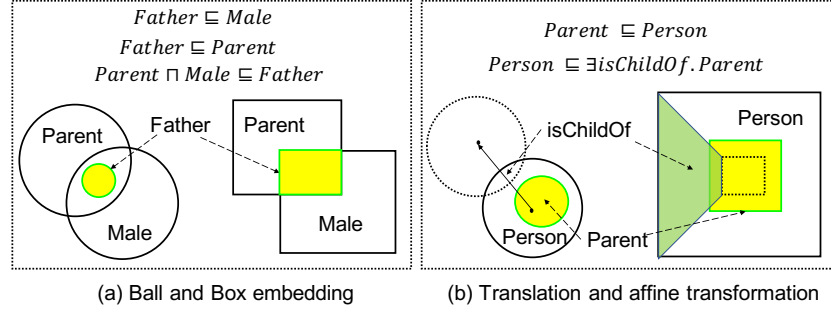 Father ⊑ Male
Father ⊑ Parent
Parent ⊓ Male ⊑ Father
Parent
Father
Male
Parent
Male
(a) Ball and Box embedding
Parent ⊑ Person
Person ⊑ ∃isChildOf.Parent
isChildOf
Person
Person
Parent
(b) Translation and affine transformation